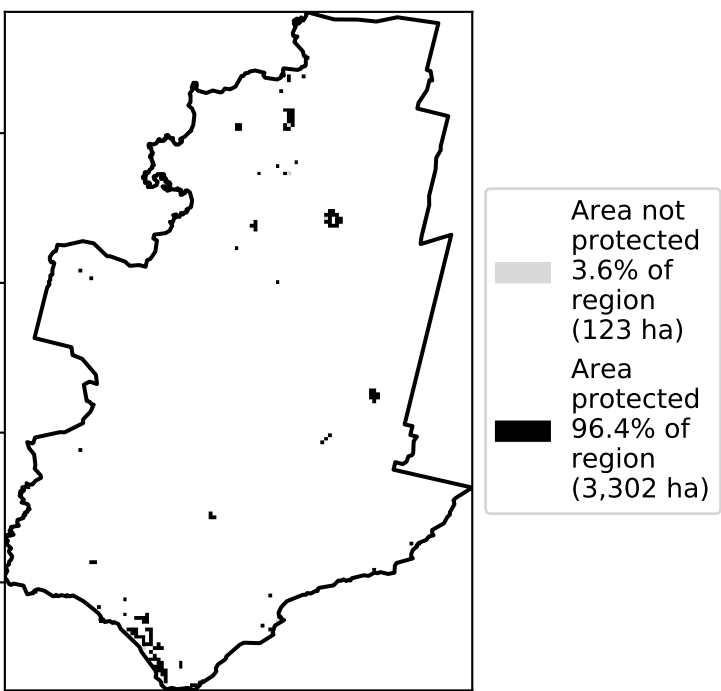 Area not
protected
3.6% of
region
(123 ha)
Area
protected
96.4% of
region
(3,302 ha)